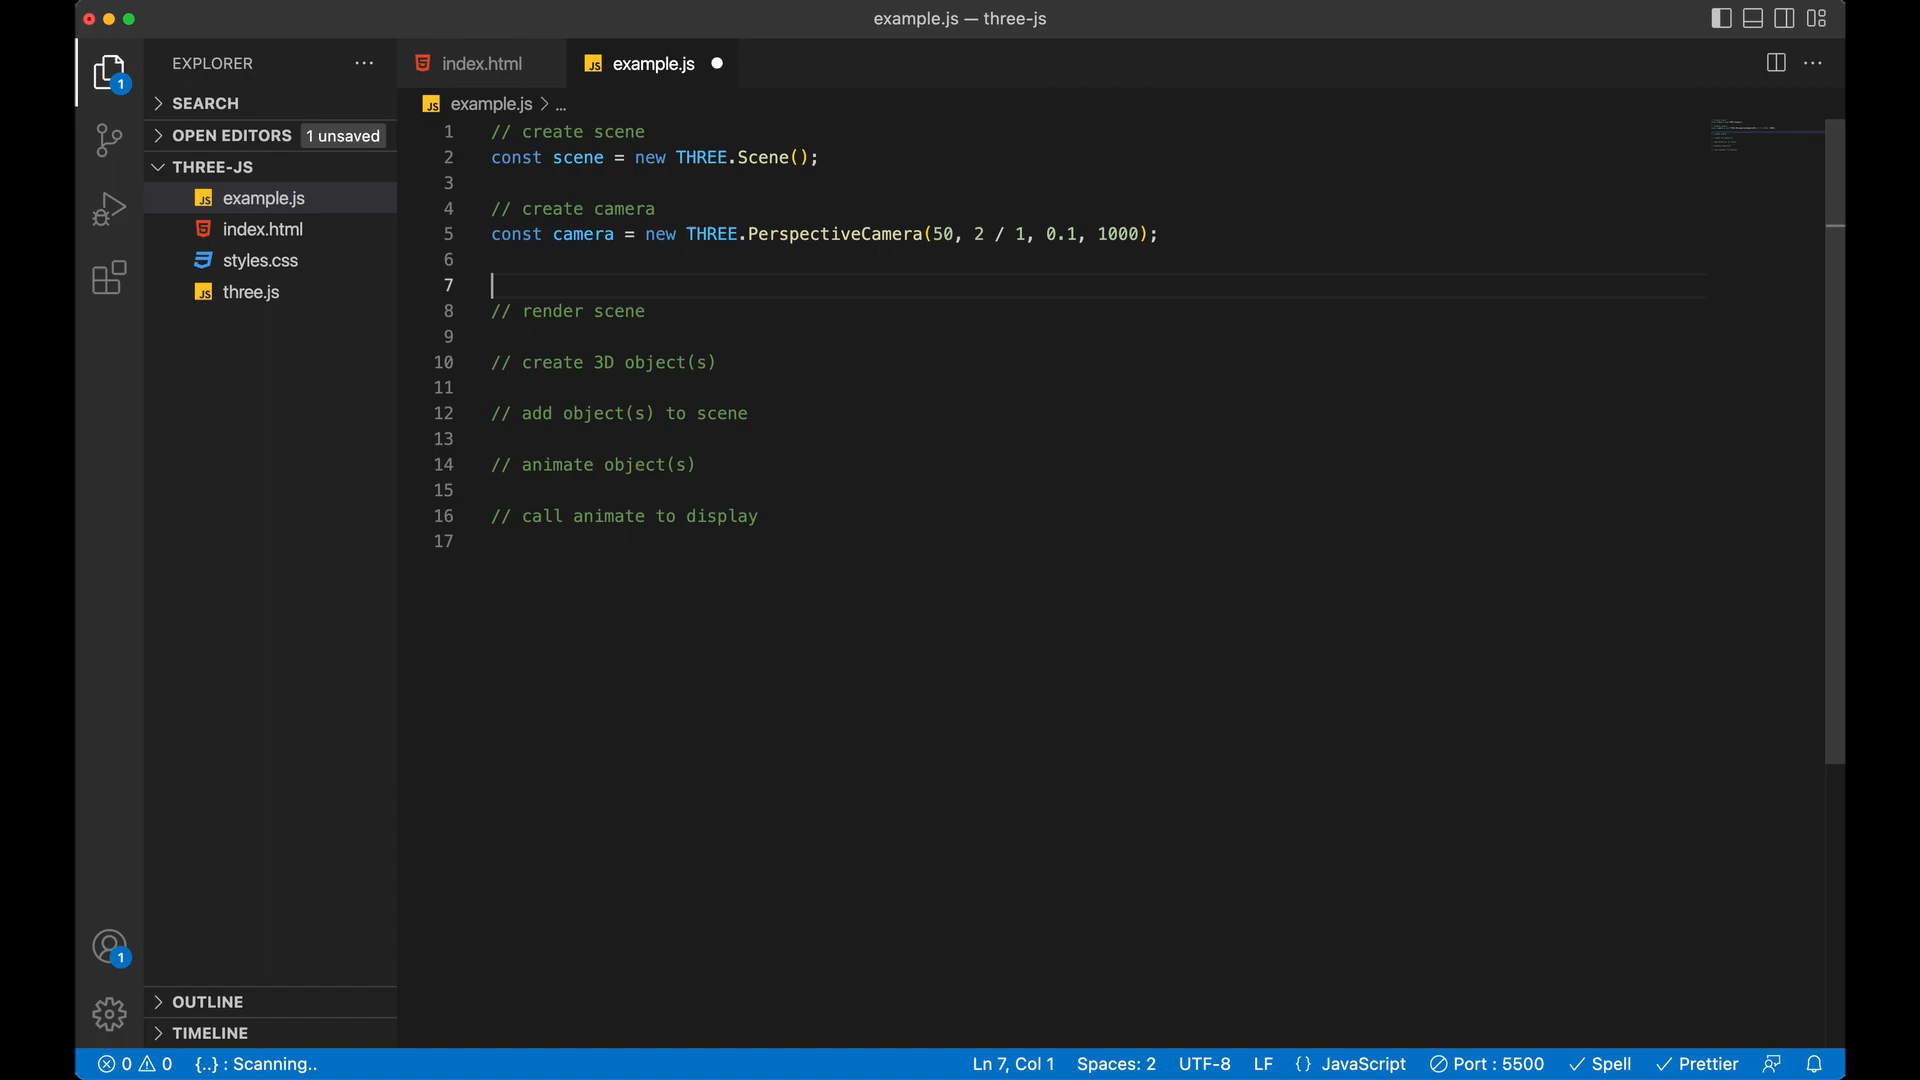 example.js — three-js
EXPLORER
SEARCH
OPEN EDITORS 1 unsaved
THREE-JS
example.js
index.html
styles.css
three.js
OUTLINE
TIMELINE
1
1
index.html
example.js
example.js > ...
1 // create scene
2 const scene = new THREE.Scene();
3
4 // create camera
5 const camera = new THREE.PerspectiveCamera(50, 2 / 1, 0.1, 1000);
6
7
8 // render scene
9
10 // create 3D object(s)
11
12 // add object(s) to scene
13
14 // animate object(s)
15
16 // call animate to display
17
0 0 {..} : Scanning.. Ln 7, Col 1 Spaces: 2 UTF-8 LF {} JavaScript Port : 5500 Spell Prettier